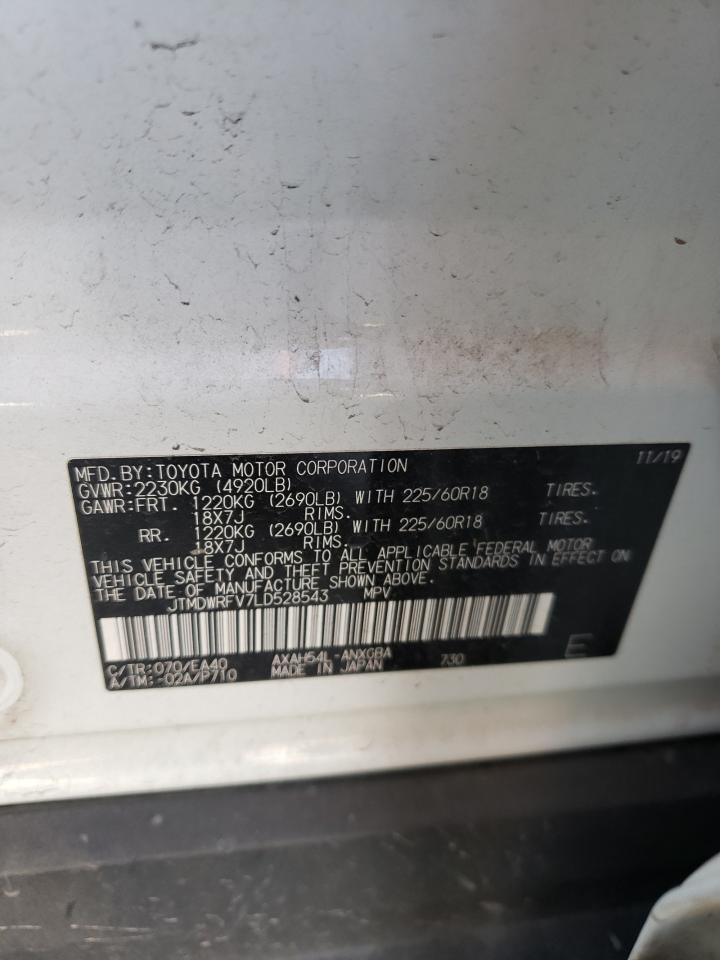 MFD.BY:TOYOTA MOTOR CORPORATION 11/19
GVWR:2230KG (4920LB)
GAWR:FRT. 1220KG (2690LB) WITH 225/60R18 TIRES.
18X7J RIMS.
RR. 1220KG (2690LB) WITH 225/60R18 TIRES.
18X7J RIMS.
THIS VEHICLE CONFORMS TO ALL APPLICABLE FEDERAL MOTOR
VEHICLE SAFETY AND THEFT PREVENTION STANDARDS IN EFFECT ON
THE DATE OF MANUFACTURE SHOWN ABOVE.
JTMDWRFV7LD528543 MPV
C/TR:070/EA40 AXAH54L-ANXGBA 730 E
A/TM:-02A/P710 MADE IN JAPAN